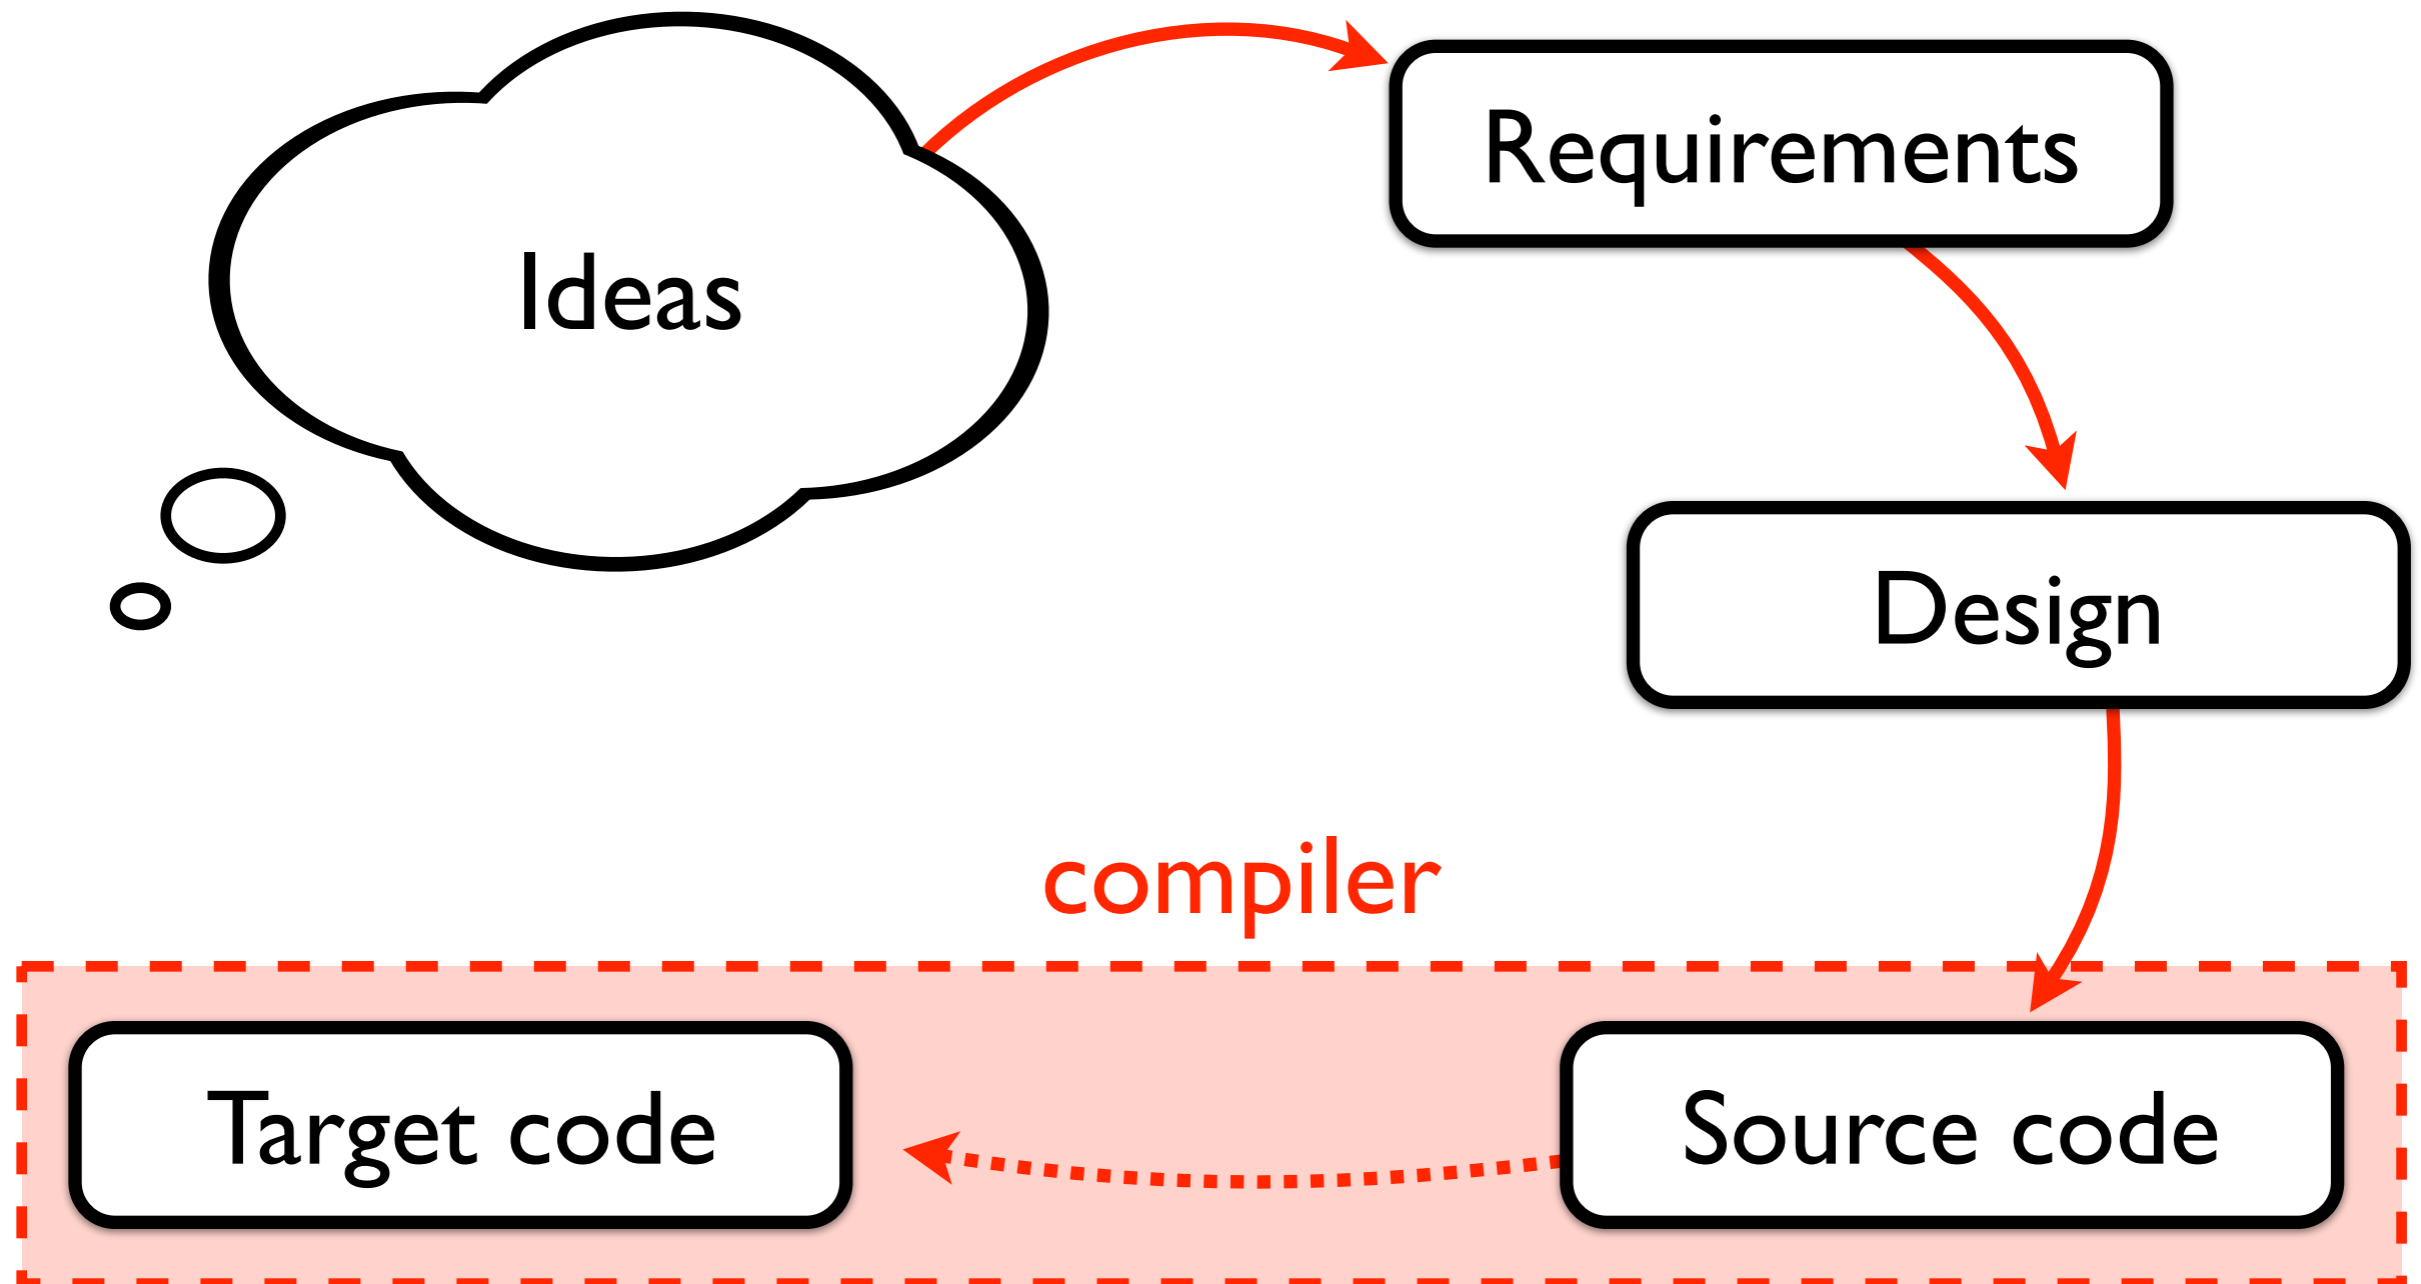 Ideas
Requirements
Design
compiler
Source code
Target code